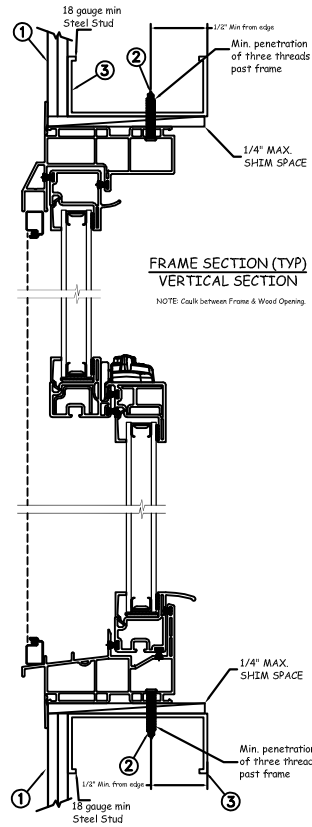 18 gauge min
Steel Stud
1
3
2
1/2" Min from edge
Min. penetration
of three threads
past frame
1/4" MAX.
SHIM SPACE
FRAME SECTION (TYP)
VERTICAL SECTION
NOTE: Caulk between Frame & Wood Opening.
1/4" MAX.
SHIM SPACE
Min. penetration
of three thread
past frame
2
1/2" Min. from edge
1
3
18 gauge min
Steel Stud